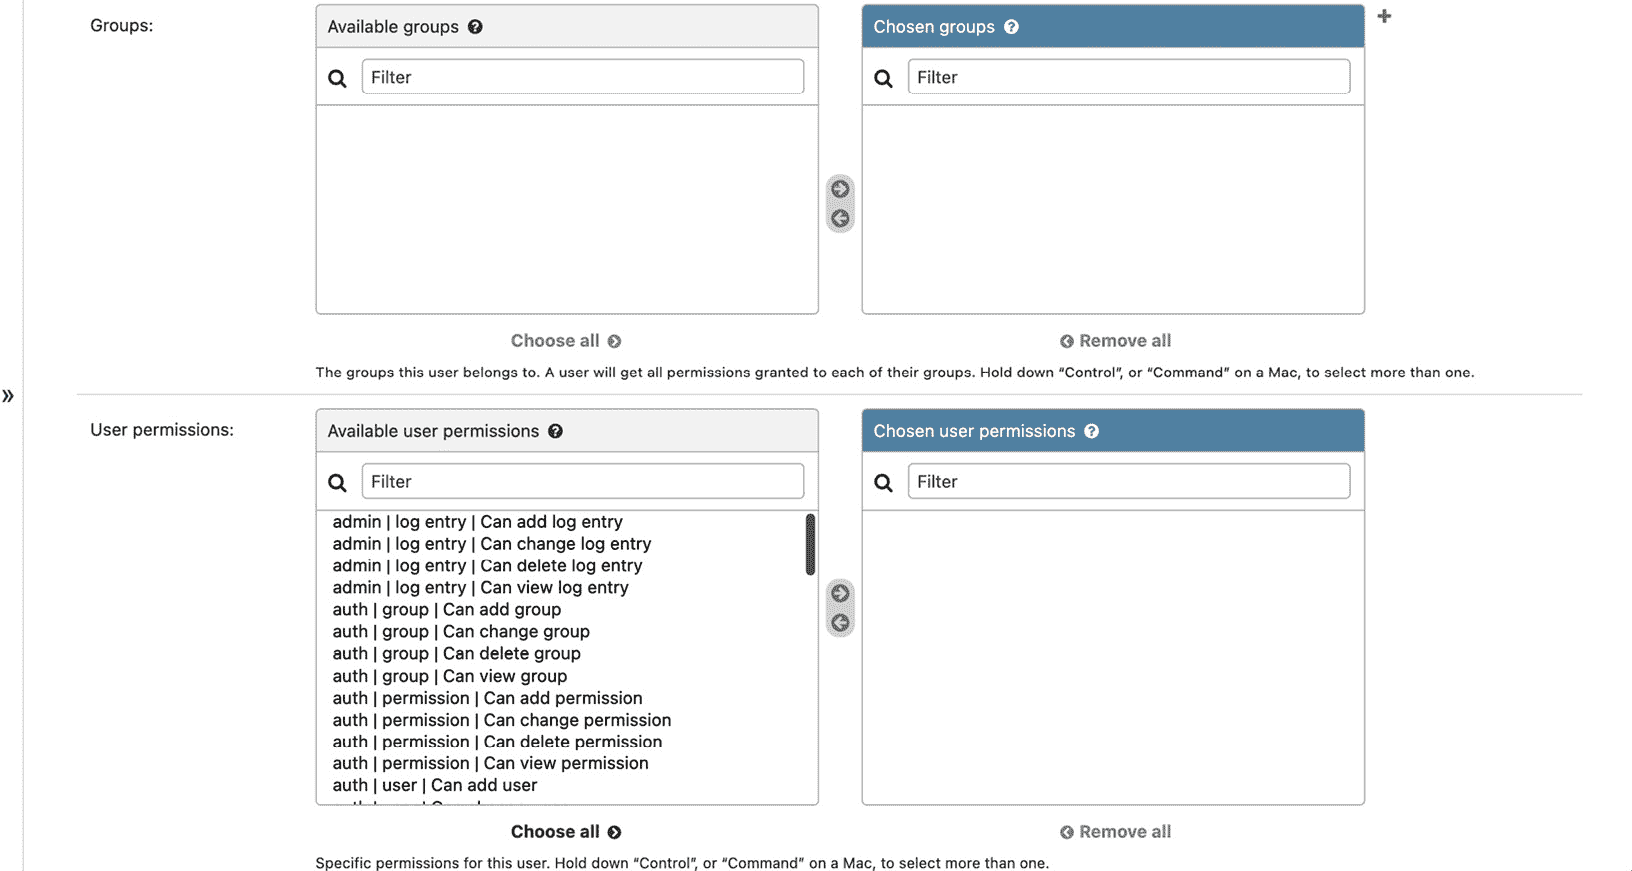 Groups:
Available groups
Chosen groups
Filter
Filter
Choose all
Remove all
The groups this user belongs to. A user will get all permissions granted to each of their groups. Hold down “Control”, or “Command” on a Mac, to select more than one.
»
User permissions:
Available user permissions
Chosen user permissions
Filter
Filter
admin | log entry | Can add log entry
admin | log entry | Can change log entry
admin | log entry | Can delete log entry
admin | log entry | Can view log entry
auth | group | Can add group
auth | group | Can change group
auth | group | Can delete group
auth | group | Can view group
auth | permission | Can add permission
auth | permission | Can change permission
auth | permission | Can delete permission
auth | permission | Can view permission
auth | user | Can add user
Choose all
Remove all
Specific permissions for this user. Hold down “Control”, or “Command” on a Mac, to select more than one.